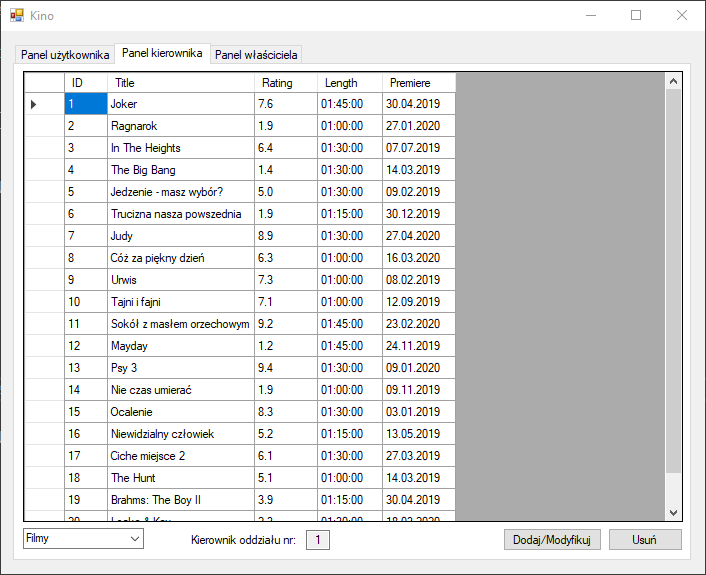 Kino
Panel użytkownika Panel kierownika Panel właściciela
ID Title Rating Length Premiere
1 Joker 7.6 01:45:00 30.04.2019
2 Ragnarok 1.9 01:00:00 27.01.2020
3 In The Heights 6.4 01:30:00 07.07.2019
4 The Big Bang 1.4 01:30:00 14.03.2019
5 Jedzenie - masz wybór? 5.0 01:30:00 09.02.2019
6 Trucizna nasza powszednia 1.9 01:15:00 30.12.2019
7 Judy 8.9 01:30:00 27.04.2020
8 Cóż za piękny dzień 6.3 01:00:00 16.03.2020
9 Urwis 7.3 01:00:00 08.02.2019
10 Tajni i fajni 7.1 01:00:00 12.09.2019
11 Sokół z masłem orzechowym 9.2 01:45:00 23.02.2020
12 Mayday 1.2 01:45:00 24.11.2019
13 Psy 3 9.4 01:30:00 09.01.2020
14 Nie czas umierać 1.9 01:00:00 09.11.2019
15 Ocalenie 8.3 01:30:00 03.01.2019
16 Niewidzialny człowiek 5.2 01:15:00 13.05.2019
17 Ciche miejsce 2 6.1 01:30:00 27.03.2019
18 The Hunt 5.1 01:00:00 14.03.2019
19 Brahms: The Boy II 3.9 01:15:00 30.04.2019
Filmy Kierownik oddziału nr: 1 Dodaj/Modyfikuj Usuń